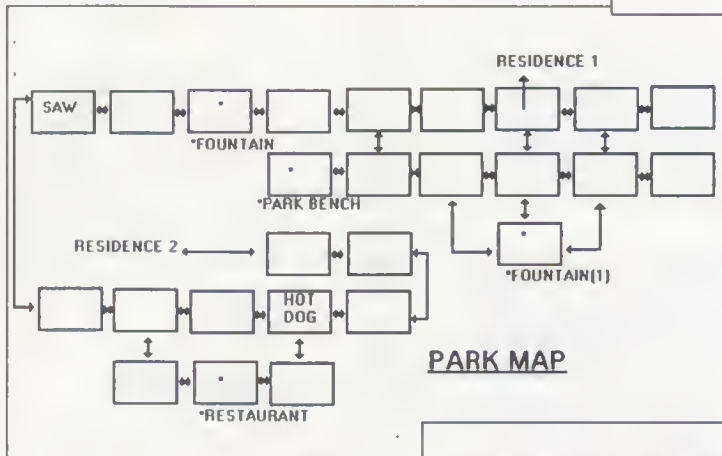 RESIDENCE 1
SAW
*
*FOUNTAIN
*
*PARK BENCH
RESIDENCE 2
*
*FOUNTAIN(1)
HOT
DOG
PARK MAP
*
*RESTAURANT